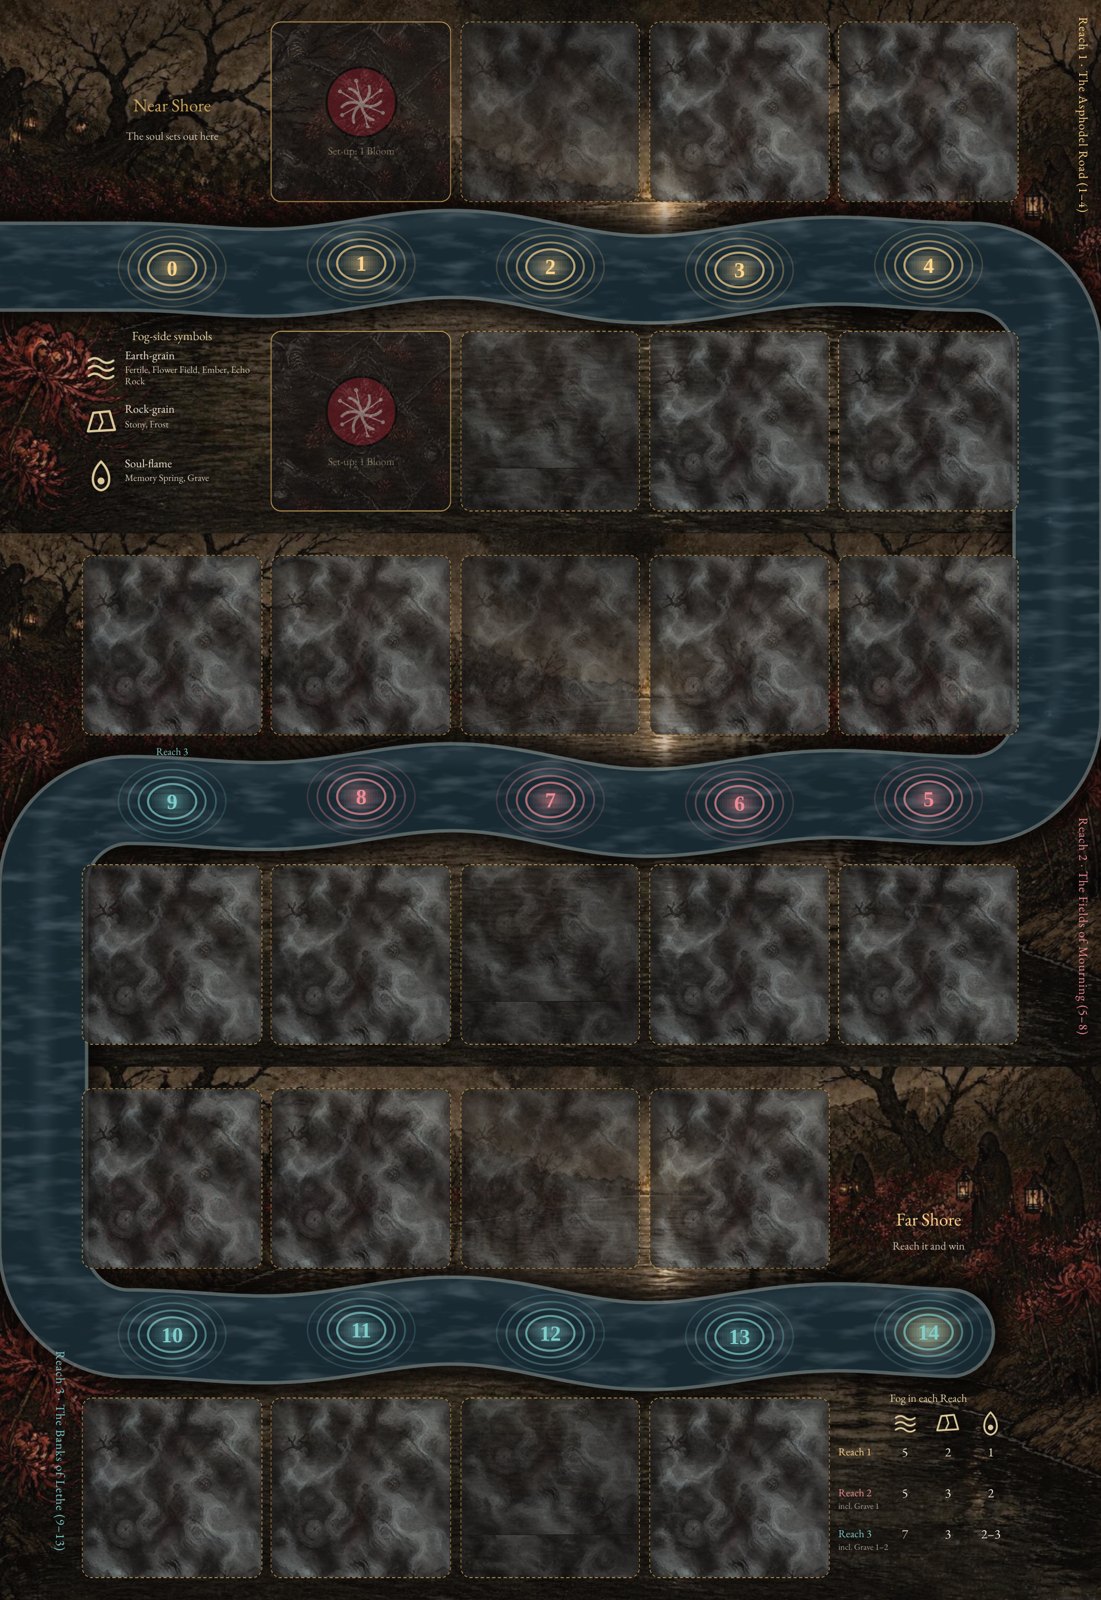 Near Shore
The soul sets out here
Set-up: 1 Bloom
Reach 1 · The Asphodel Road (1–4)
0
1
2
3
4
Fog-side symbols
Earth-grain
Fertile, Flower Field, Ember, Echo
Rock
Rock-grain
Stony, Frost
Soul-flame
Memory Spring, Grave
Set-up: 1 Bloom
Reach 3
9
8
7
6
5
Reach 2 · The Fields of Mourning (5–8)
Far Shore
Reach it and win
10
11
12
13
14
Reach 3 · The Banks of Lethe (9–13)
Fog in each Reach
Reach 1 5 2 1
Reach 2 5 3 2
incl. Grave 1
Reach 3 7 3 2–3
incl. Grave 1–2